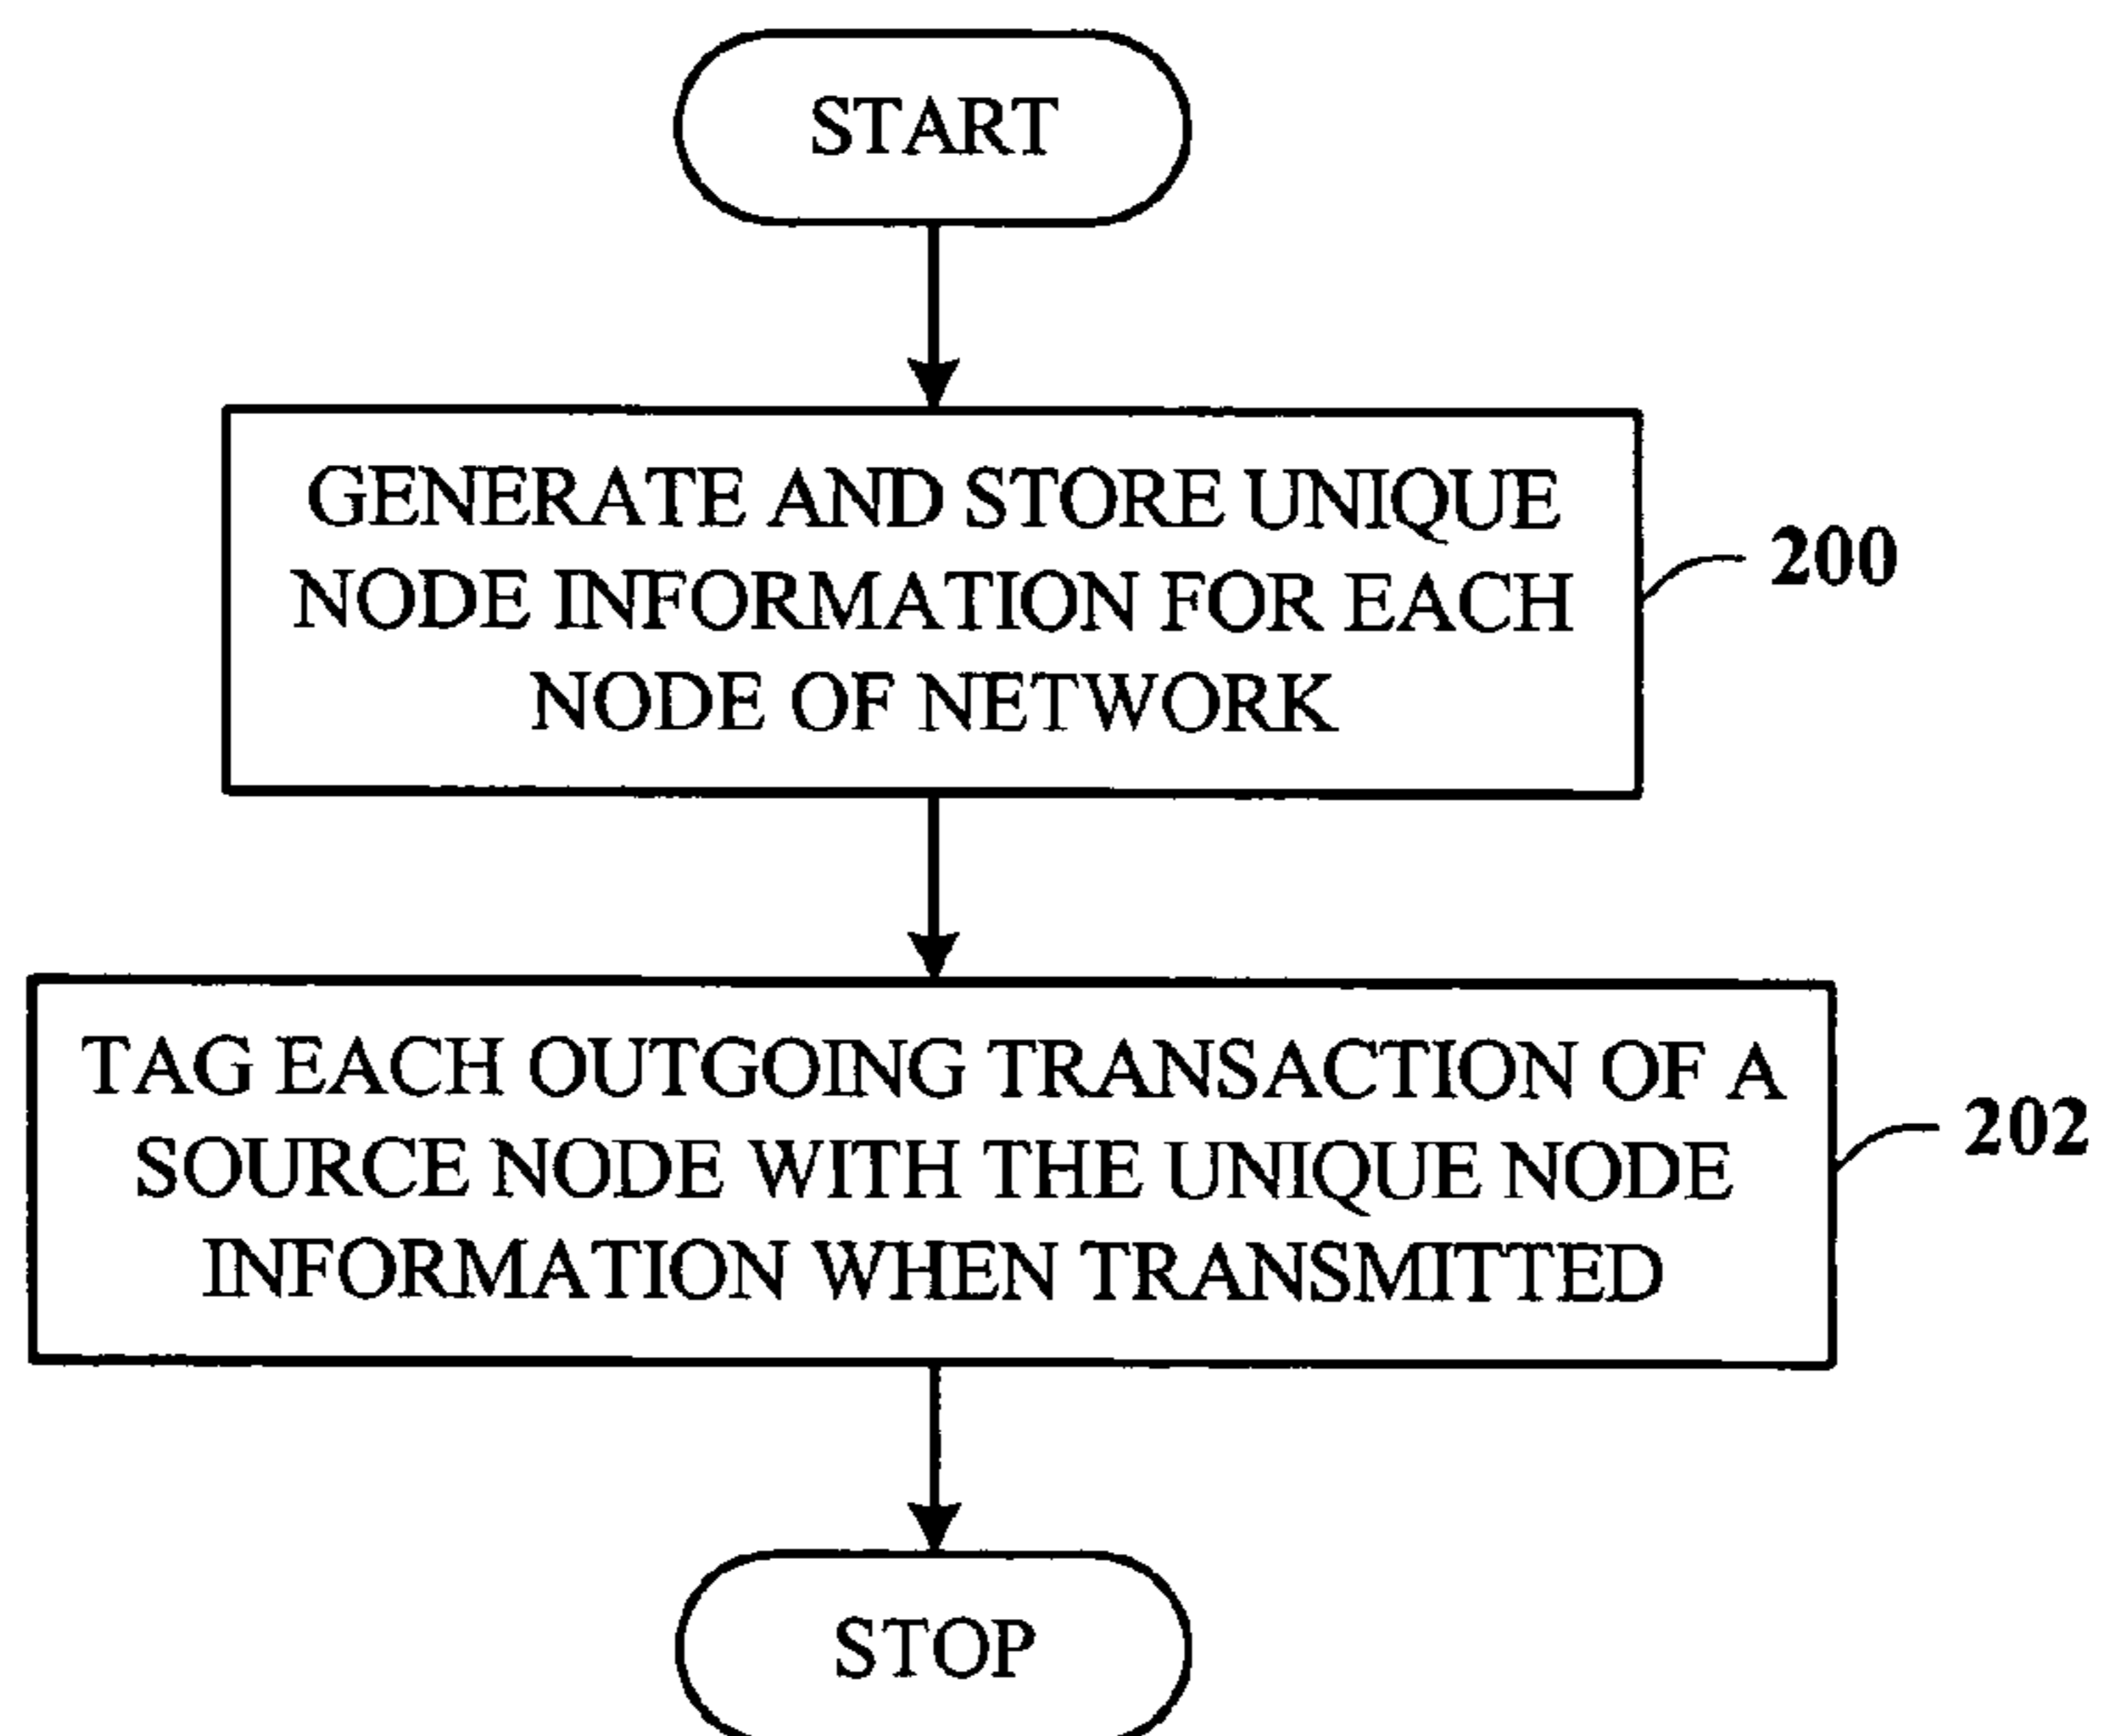 START
GENERATE AND STORE UNIQUE
NODE INFORMATION FOR EACH
NODE OF NETWORK
200
TAG EACH OUTGOING TRANSACTION OF A
SOURCE NODE WITH THE UNIQUE NODE
INFORMATION WHEN TRANSMITTED
202
STOP